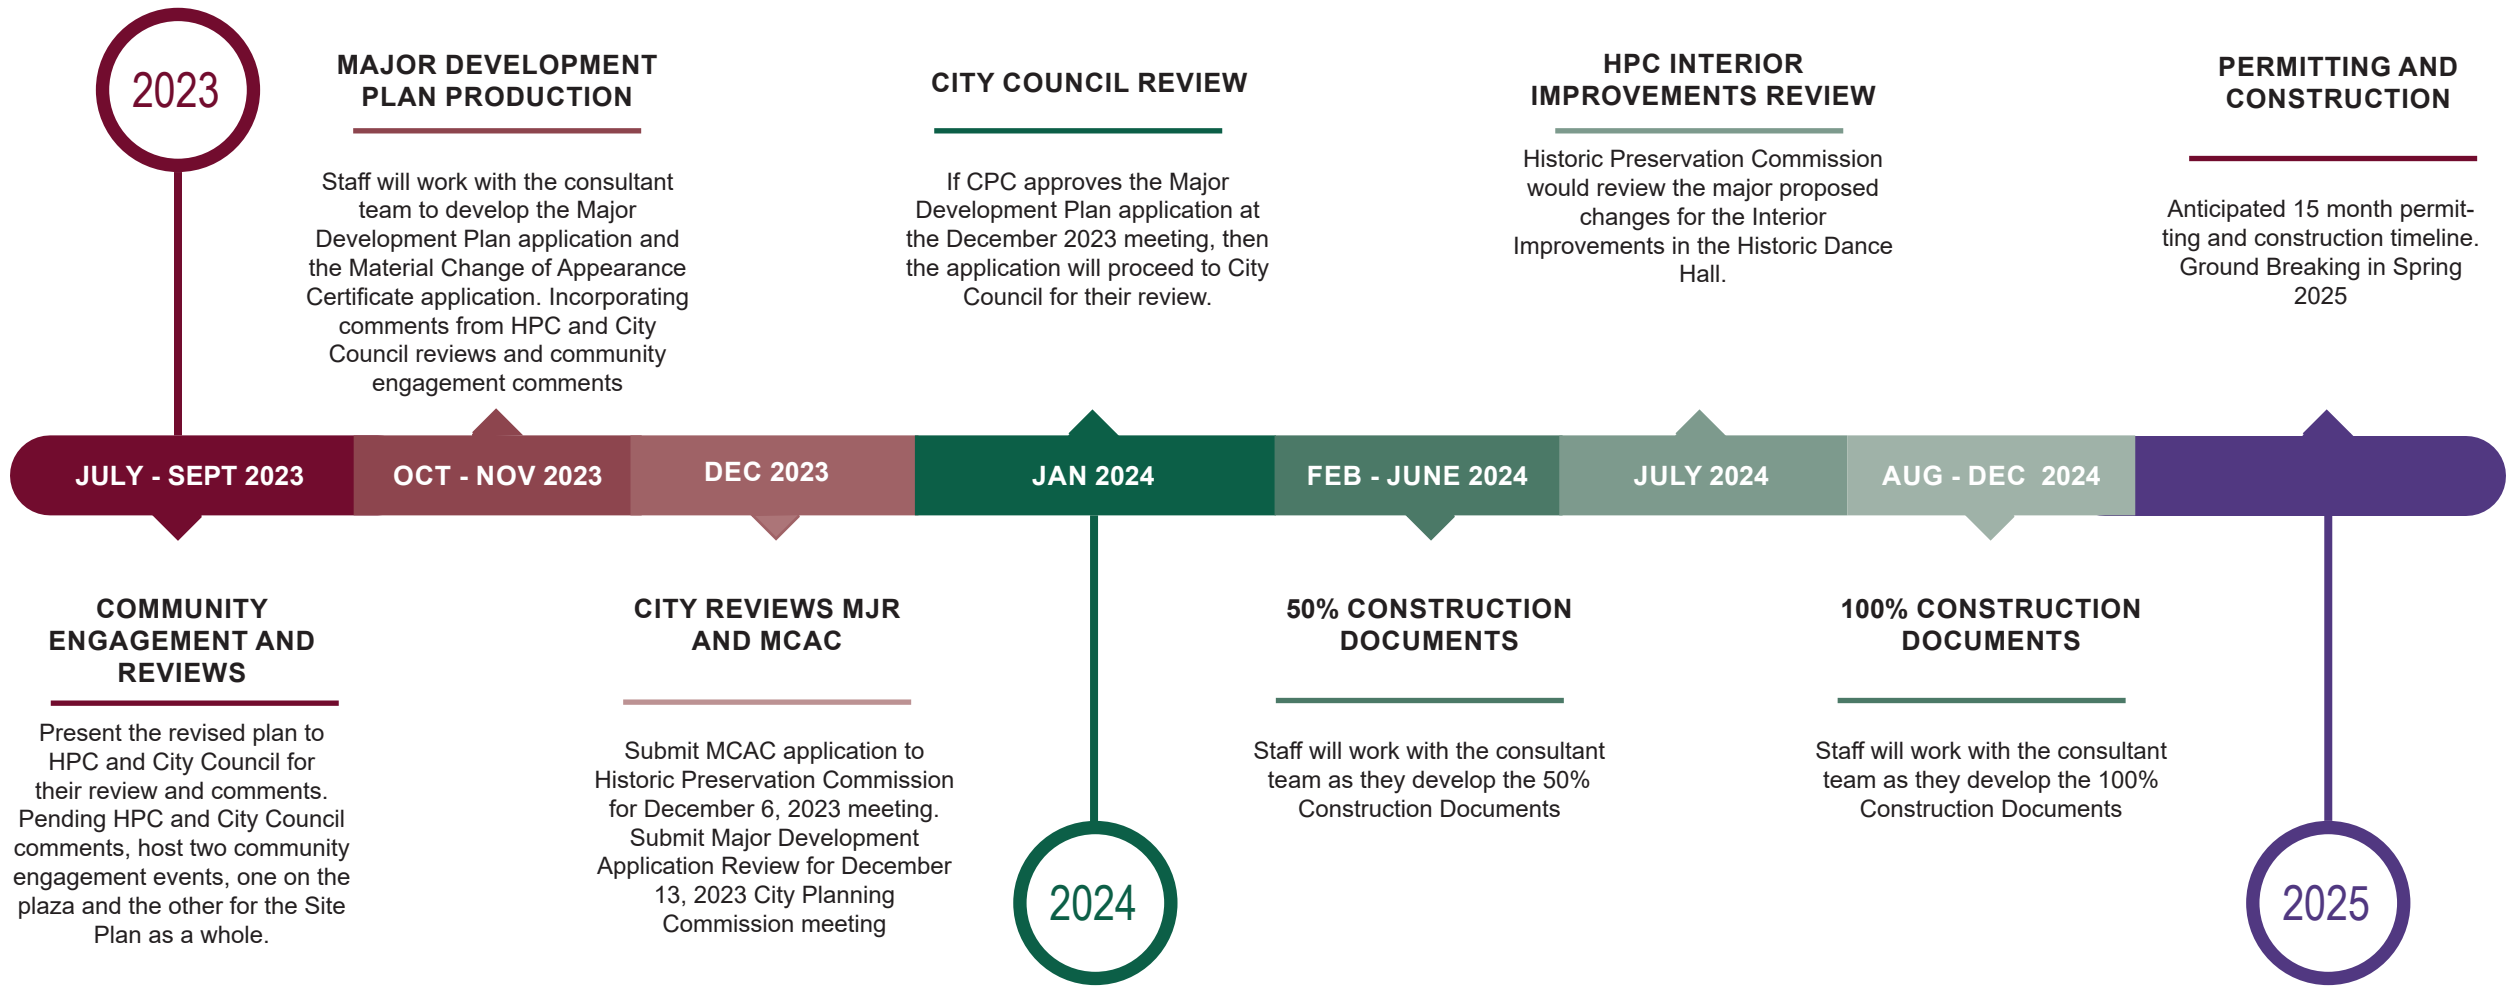 2023
MAJOR DEVELOPMENT
PLAN PRODUCTION
Staff will work with the consultant
team to develop the Major
Development Plan application and
the Material Change of Appearance
Certificate application. Incorporating
comments from HPC and City
Council reviews and community
engagement comments
CITY COUNCIL REVIEW
If CPC approves the Major
Development Plan application at
the December 2023 meeting, then
the application will proceed to City
Council for their review.
HPC INTERIOR
IMPROVEMENTS REVIEW
Historic Preservation Commission
would review the major proposed
changes for the Interior
Improvements in the Historic Dance
Hall.
PERMITTING AND
CONSTRUCTION
Anticipated 15 month permit-
ting and construction timeline.
Ground Breaking in Spring
2025
JULY - SEPT 2023
OCT - NOV 2023
DEC 2023
JAN 2024
FEB - JUNE 2024
JULY 2024
AUG - DEC 2024
COMMUNITY
ENGAGEMENT AND
REVIEWS
Present the revised plan to
HPC and City Council for
their review and comments.
Pending HPC and City Council
comments, host two community
engagement events, one on the
plaza and the other for the Site
Plan as a whole.
CITY REVIEWS MJR
AND MCAC
Submit MCAC application to
Historic Preservation Commission
for December 6, 2023 meeting.
Submit Major Development
Application Review for December
13, 2023 City Planning
Commission meeting
2024
50% CONSTRUCTION
DOCUMENTS
Staff will work with the consultant
team as they develop the 50%
Construction Documents
100% CONSTRUCTION
DOCUMENTS
Staff will work with the consultant
team as they develop the 100%
Construction Documents
2025